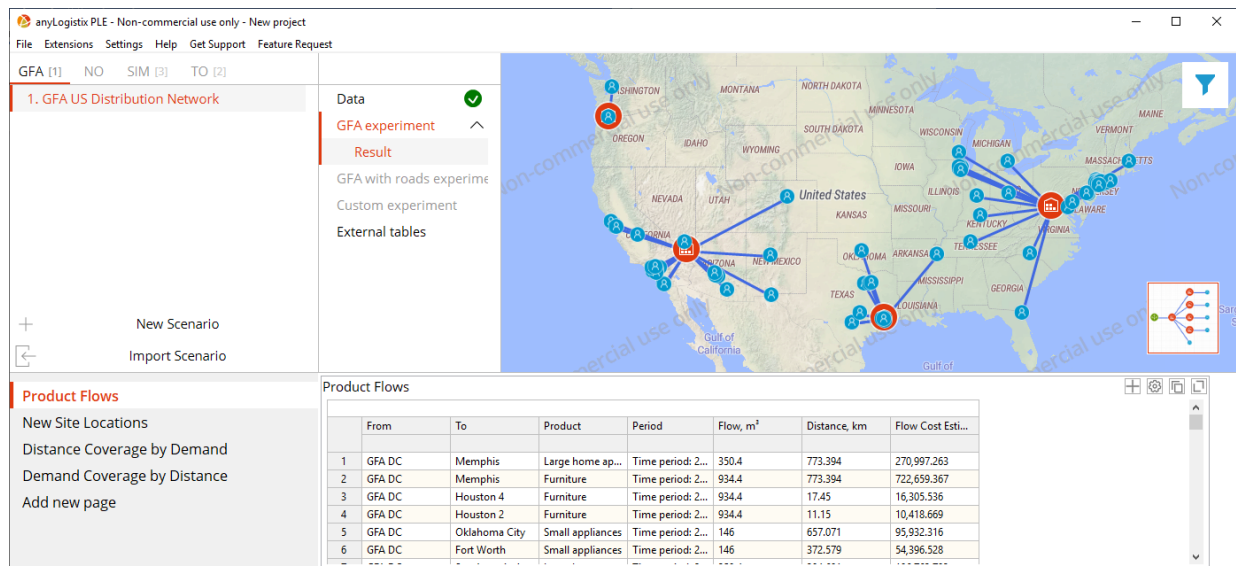 anyLogistix PLE - Non-commercial use only - New project
File Extensions Settings Help Get Support Feature Request
GFA [1] NO SIM [3] TO [2]
1. GFA US Distribution Network
Data
GFA experiment
Result
GFA with roads experime
Custom experiment
External tables
New Scenario
Import Scenario
WASHINGTON
MONTANA
NORTH DAKOTA
MINNESOTA
MAINE
OREGON
IDAHO
WYOMING
SOUTH DAKOTA
WISCONSIN
MICHIGAN
VERMONT
IOWA
NEVADA
UTAH
United States
KANSAS
MISSOURI
ILLINOIS
KENTUCKY
VIRGINIA
NEW MEXICO
ARKANSA
MISSISSIPPI
TEXAS
LOUISIANA
GEORGIA
Gulf of
California
Gulf of
Non-commercial use only
Product Flows
New Site Locations
Distance Coverage by Demand
Demand Coverage by Distance
Add new page
Product Flows
From To Product Period Flow, m³ Distance, km Flow Cost Esti...
1 GFA DC Memphis Large home ap... Time period: 2... 350.4 773.394 270,997.263
2 GFA DC Memphis Furniture Time period: 2... 934.4 773.394 722,659.367
3 GFA DC Houston 4 Furniture Time period: 2... 934.4 17.45 16,305.536
4 GFA DC Houston 2 Furniture Time period: 2... 934.4 11.15 10,418.669
5 GFA DC Oklahoma City Small appliances Time period: 2... 146 657.071 95,932.316
6 GFA DC Fort Worth Small appliances Time period: 2... 146 372.579 54,396.528